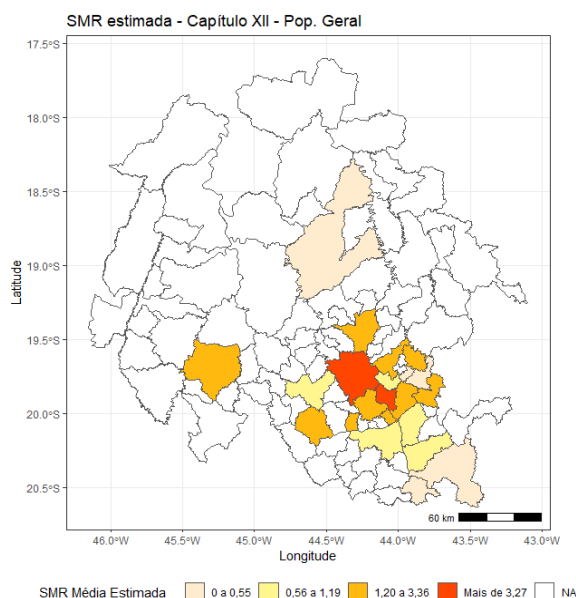 SMR estimada - Capítulo XII - Pop. Geral
17.5°S
18.0°S
18.5°S
19.0°S
19.5°S
20.0°S
20.5°S
Latitude
60 km
46.0°W 45.5°W 45.0°W 44.5°W 44.0°W 43.5°W 43.0°W
Longitude
SMR Média Estimada 0 a 0,55 0,56 a 1,19 1,20 a 3,36 Mais de 3,27 NA